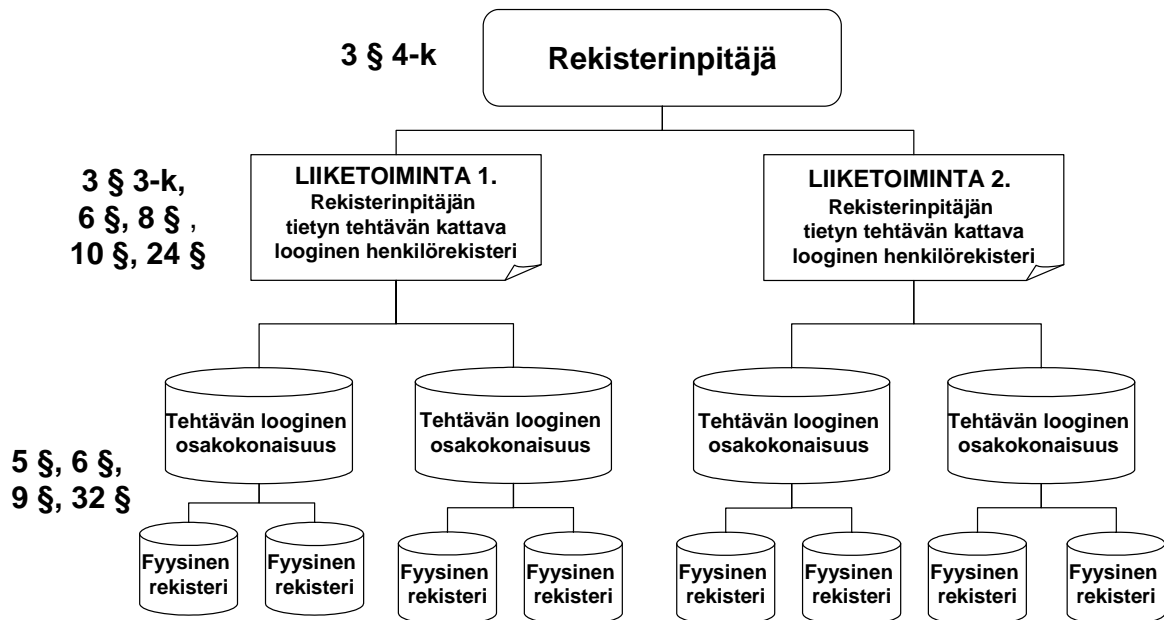 3 § 4-k
Rekisterinpitäjä
3 § 3-k,
6 §, 8 § ,
10 §, 24 §
LIIKETOIMINTA 1.
Rekisterinpitäjän
tietyn tehtävän kattava
looginen henkilörekisteri
LIIKETOIMINTA 2.
Rekisterinpitäjän
tietyn tehtävän kattava
looginen henkilörekisteri
5 §, 6 §,
9 §, 32 §
Tehtävän looginen
osakokonaisuus
Tehtävän looginen
osakokonaisuus
Tehtävän looginen
osakokonaisuus
Tehtävän looginen
osakokonaisuus
Fyysinen
rekisteri
Fyysinen
rekisteri
Fyysinen
rekisteri
Fyysinen
rekisteri
Fyysinen
rekisteri
Fyysinen
rekisteri
Fyysinen
rekisteri
Fyysinen
rekisteri